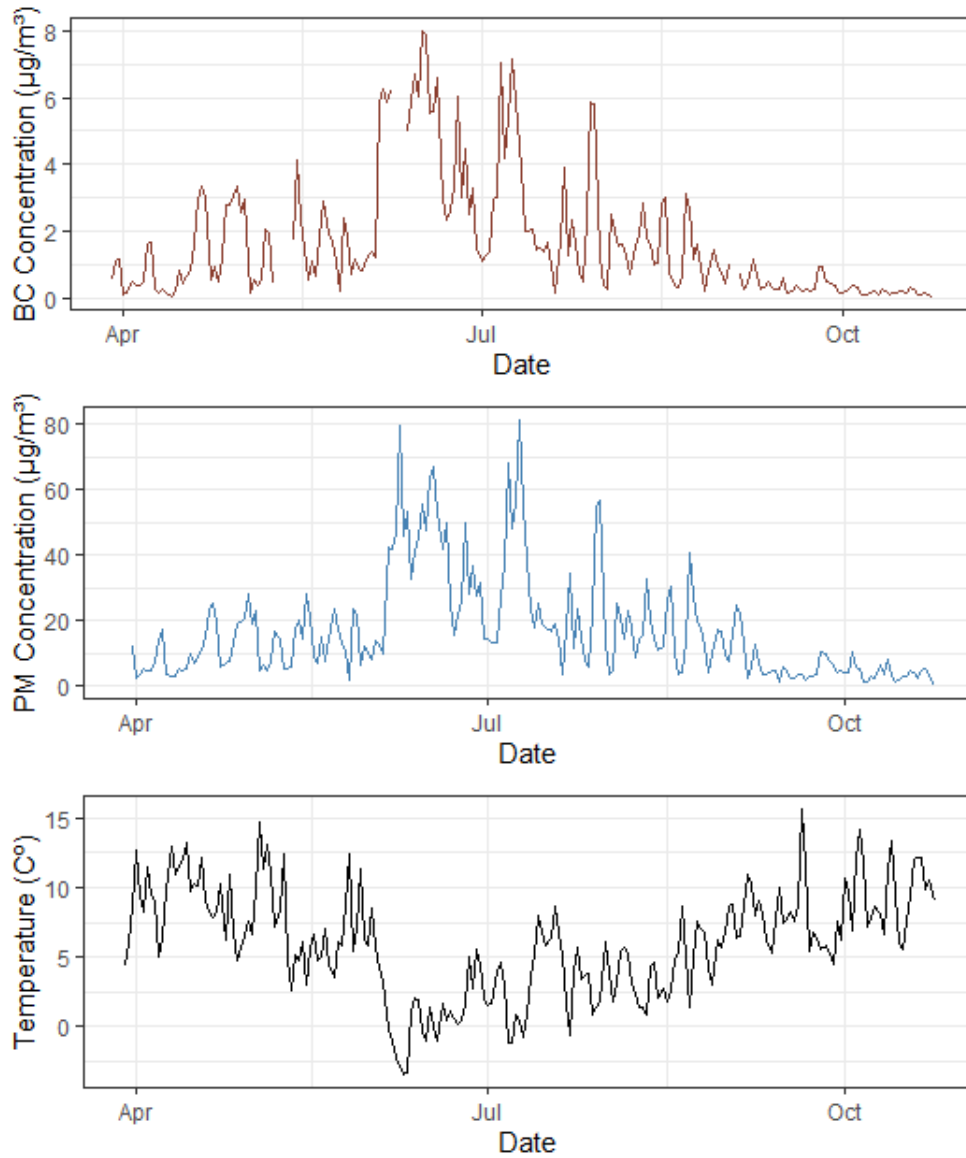 BC Concentration (µg/m³)
8
6
4
2
0
Apr
Jul
Oct
Date
PM Concentration (µg/m³)
80
60
40
20
0
Apr
Jul
Oct
Date
Temperature (Cº)
15
10
5
0
Apr
Jul
Oct
Date